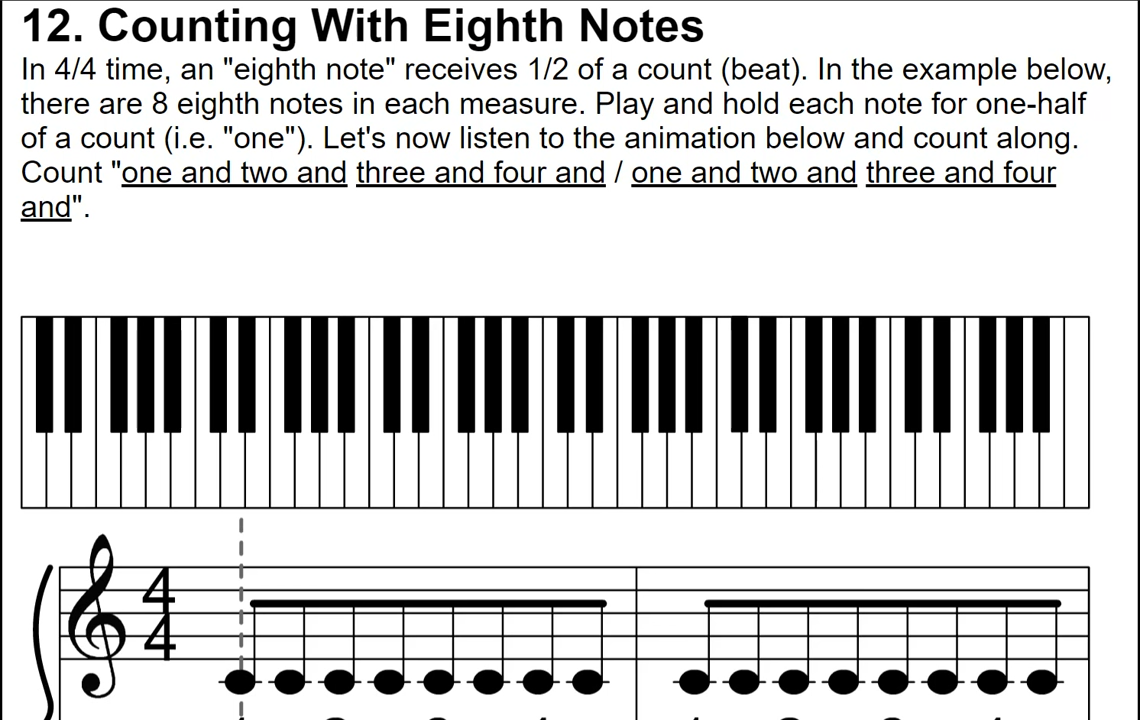 12. Counting With Eighth Notes
In 4/4 time, an "eighth note" receives 1/2 of a count (beat). In the example below,
there are 8 eighth notes in each measure. Play and hold each note for one-half
of a count (i.e. "one"). Let's now listen to the animation below and count along.
Count "one and two and three and four and / one and two and three and four
and".
4
4